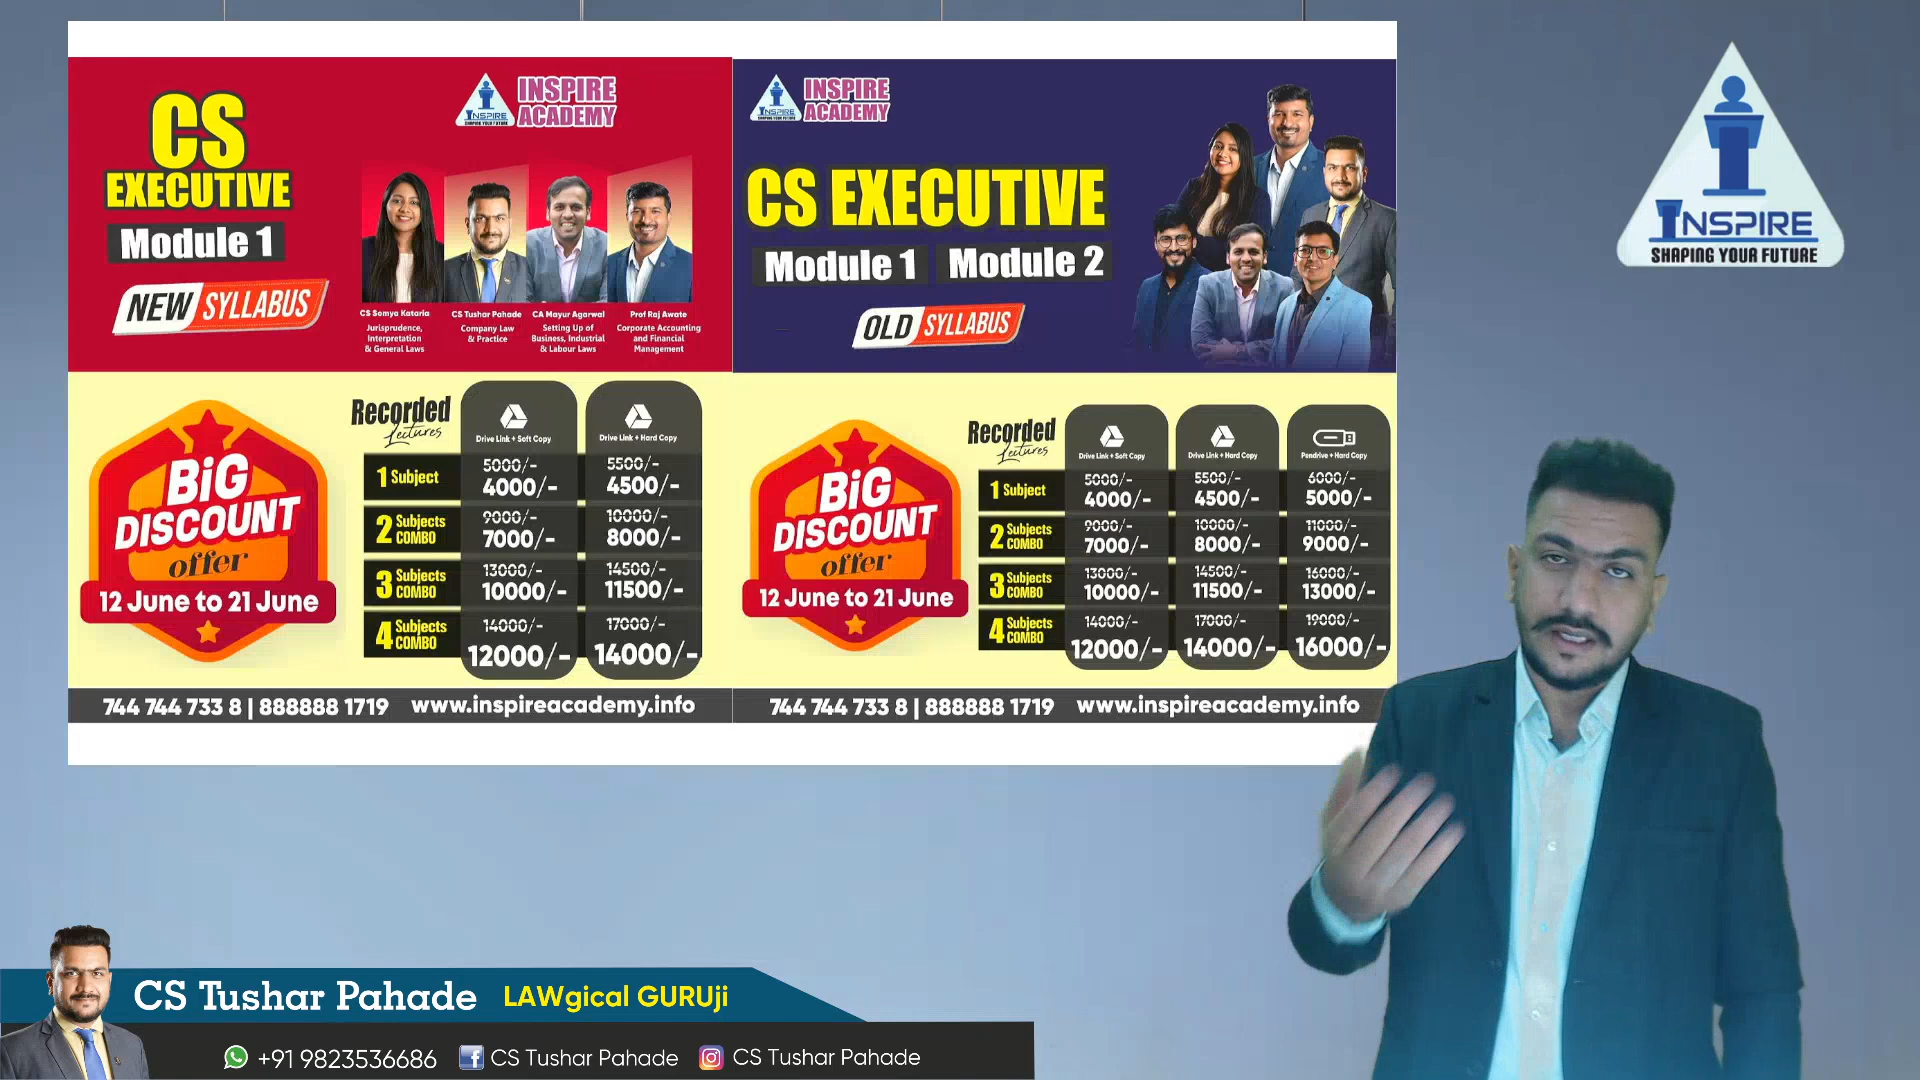 CS
EXECUTIVE
Module 1
NEW SYLLABUS
INSPIRE
SHAPING YOUR FUTURE
INSPIRE
ACADEMY
CS Somya Kataria
Jurisprudence,
Interpretation
& General Laws
CS Tushar Pahade
Company Law
& Practice
CA Mayur Agarwal
Setting Up of
Business, Industrial
& Labour Laws
Prof Raj Awate
Corporate Accounting
and Financial
Management
BiG
DISCOUNT
offer
12 June to 21 June
Recorded
Lectures
Drive Link + Soft Copy
Drive Link + Hard Copy
1 Subject
5000/-
4000/-
5500/-
4500/-
2 Subjects
COMBO
9000/-
7000/-
10000/-
8000/-
3 Subjects
COMBO
13000/-
10000/-
14500/-
11500/-
4 Subjects
COMBO
14000/-
12000/-
17000/-
14000/-
744 744 733 8 | 888888 1719 www.inspireacademy.info
INSPIRE
SHAPING YOUR FUTURE
INSPIRE
ACADEMY
CS EXECUTIVE
Module 1 Module 2
OLD SYLLABUS
BiG
DISCOUNT
offer
12 June to 21 June
Recorded
Lectures
Drive Link + Soft Copy
Drive Link + Hard Copy
Pendrive + Hard Copy
1 Subject
5000/-
4000/-
5500/-
4500/-
6000/-
5000/-
2 Subjects
COMBO
9000/-
7000/-
10000/-
8000/-
11000/-
9000/-
3 Subjects
COMBO
13000/-
10000/-
14500/-
11500/-
16000/-
13000/-
4 Subjects
COMBO
14000/-
12000/-
17000/-
14000/-
19000/-
16000/-
744 744 733 8 | 888888 1719 www.inspireacademy.info
INSPIRE
SHAPING YOUR FUTURE
CS Tushar Pahade LAWgical GURUji
+91 9823536686 CS Tushar Pahade CS Tushar Pahade